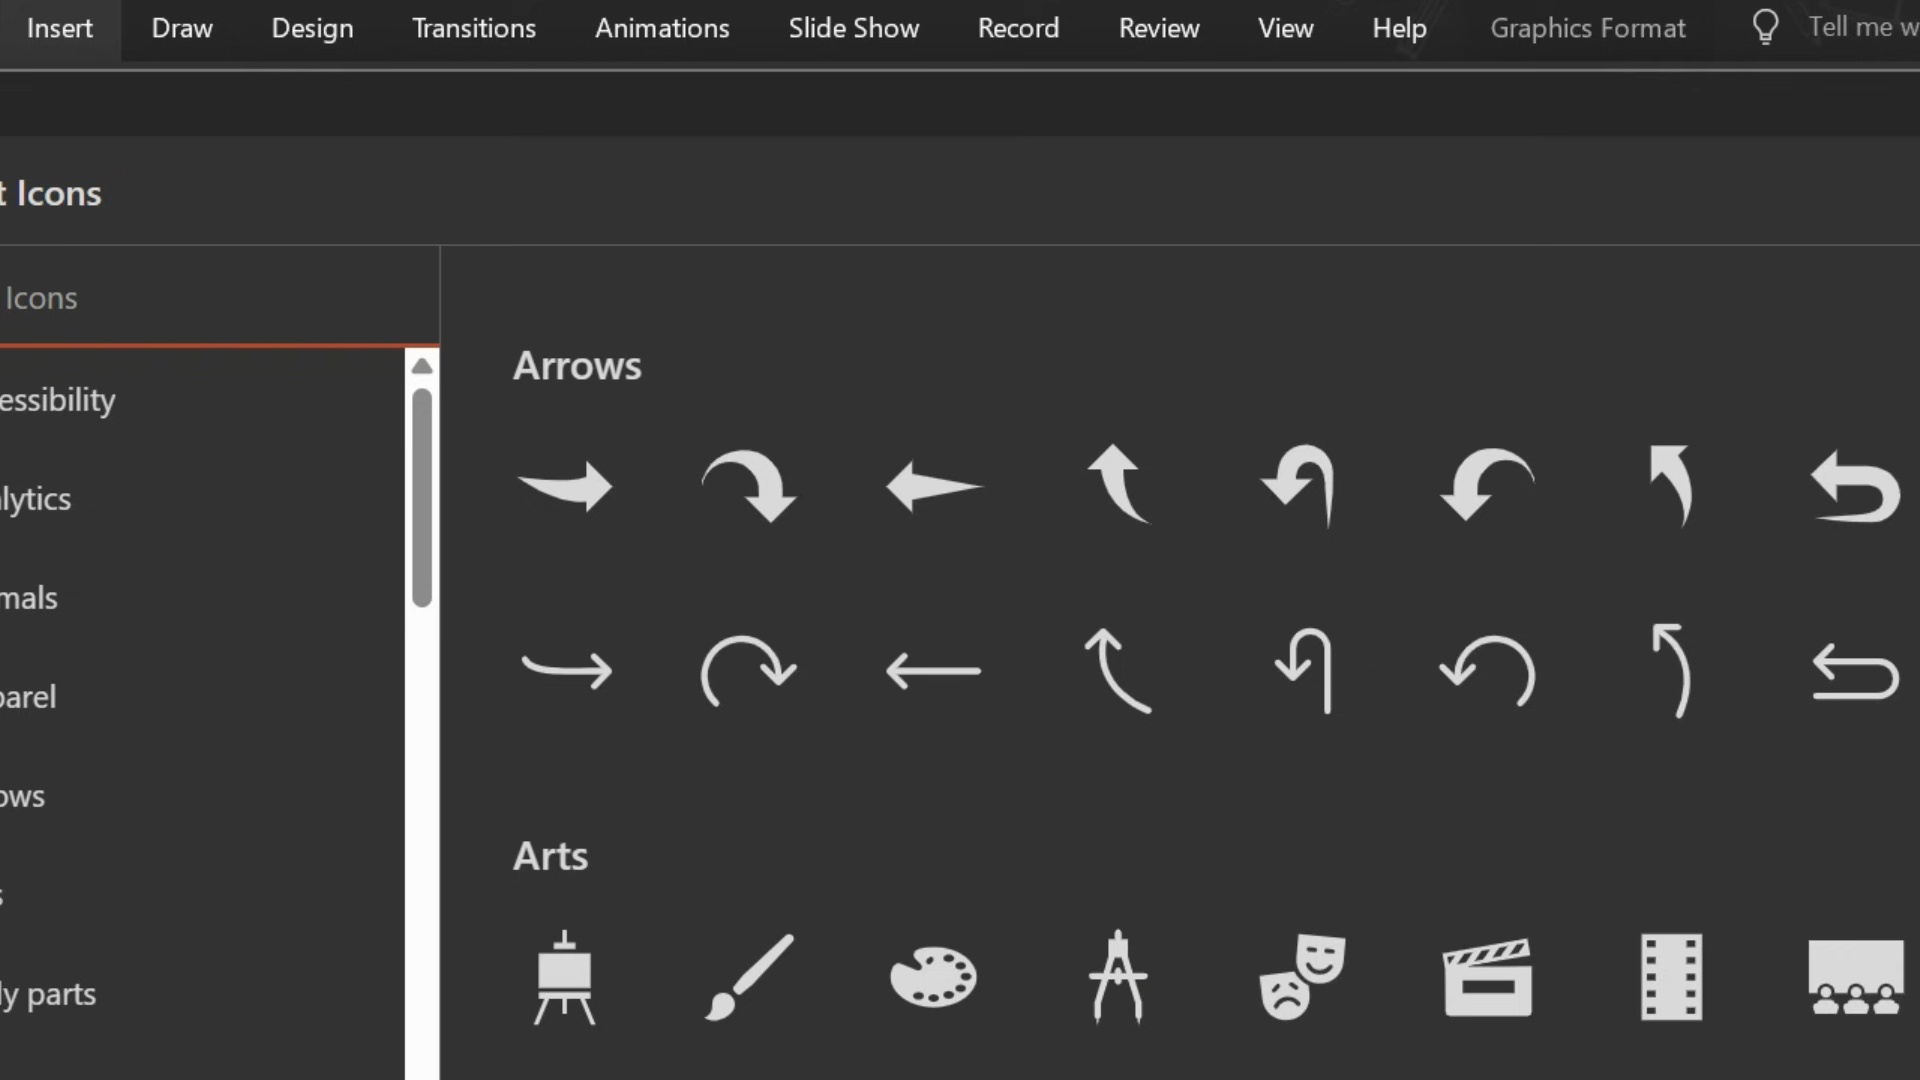 Insert Draw Design Transitions Animations Slide Show Record Review View Help Graphics Format Tell me w
t Icons
Icons
essibility
lytics
mals
parel
ows
s
ly parts
Arrows
Arts